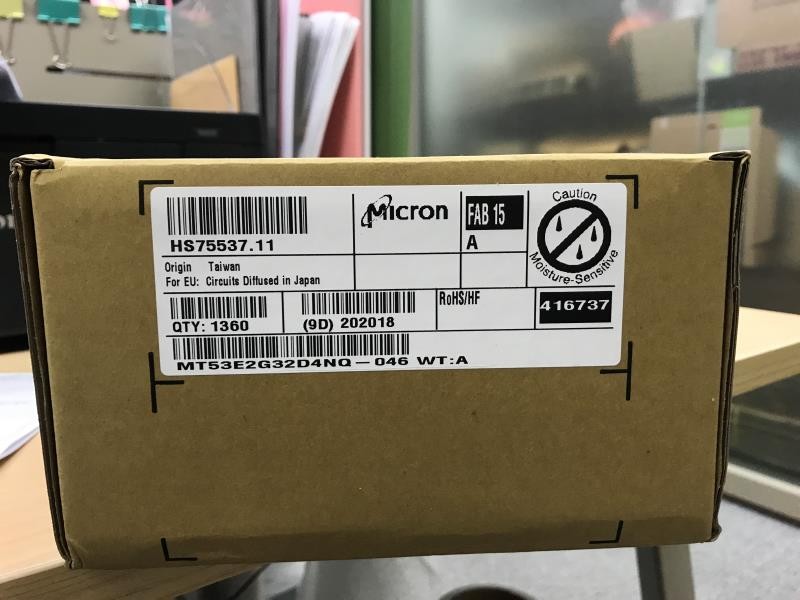 HS75537.11
Micron
FAB 15
A
Caution
Moisture-Sensitive
Origin Taiwan
For EU: Circuits Diffused in Japan
QTY: 1360
(9D) 202018
RoHS/HF
416737
MT53E2G32D4NQ-046 WT:A